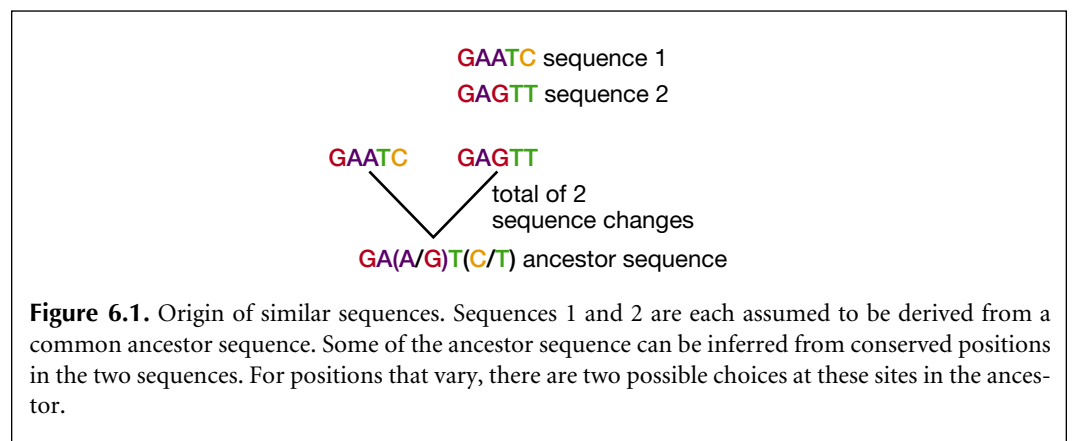 GAATC sequence 1
GAGTT sequence 2
GAATC GAGTT
total of 2
sequence changes
GA(A/G)T(C/T) ancestor sequence
Figure 6.1. Origin of similar sequences. Sequences 1 and 2 are each assumed to be derived from a
common ancestor sequence. Some of the ancestor sequence can be inferred from conserved positions
in the two sequences. For positions that vary, there are two possible choices at these sites in the ances-
tor.